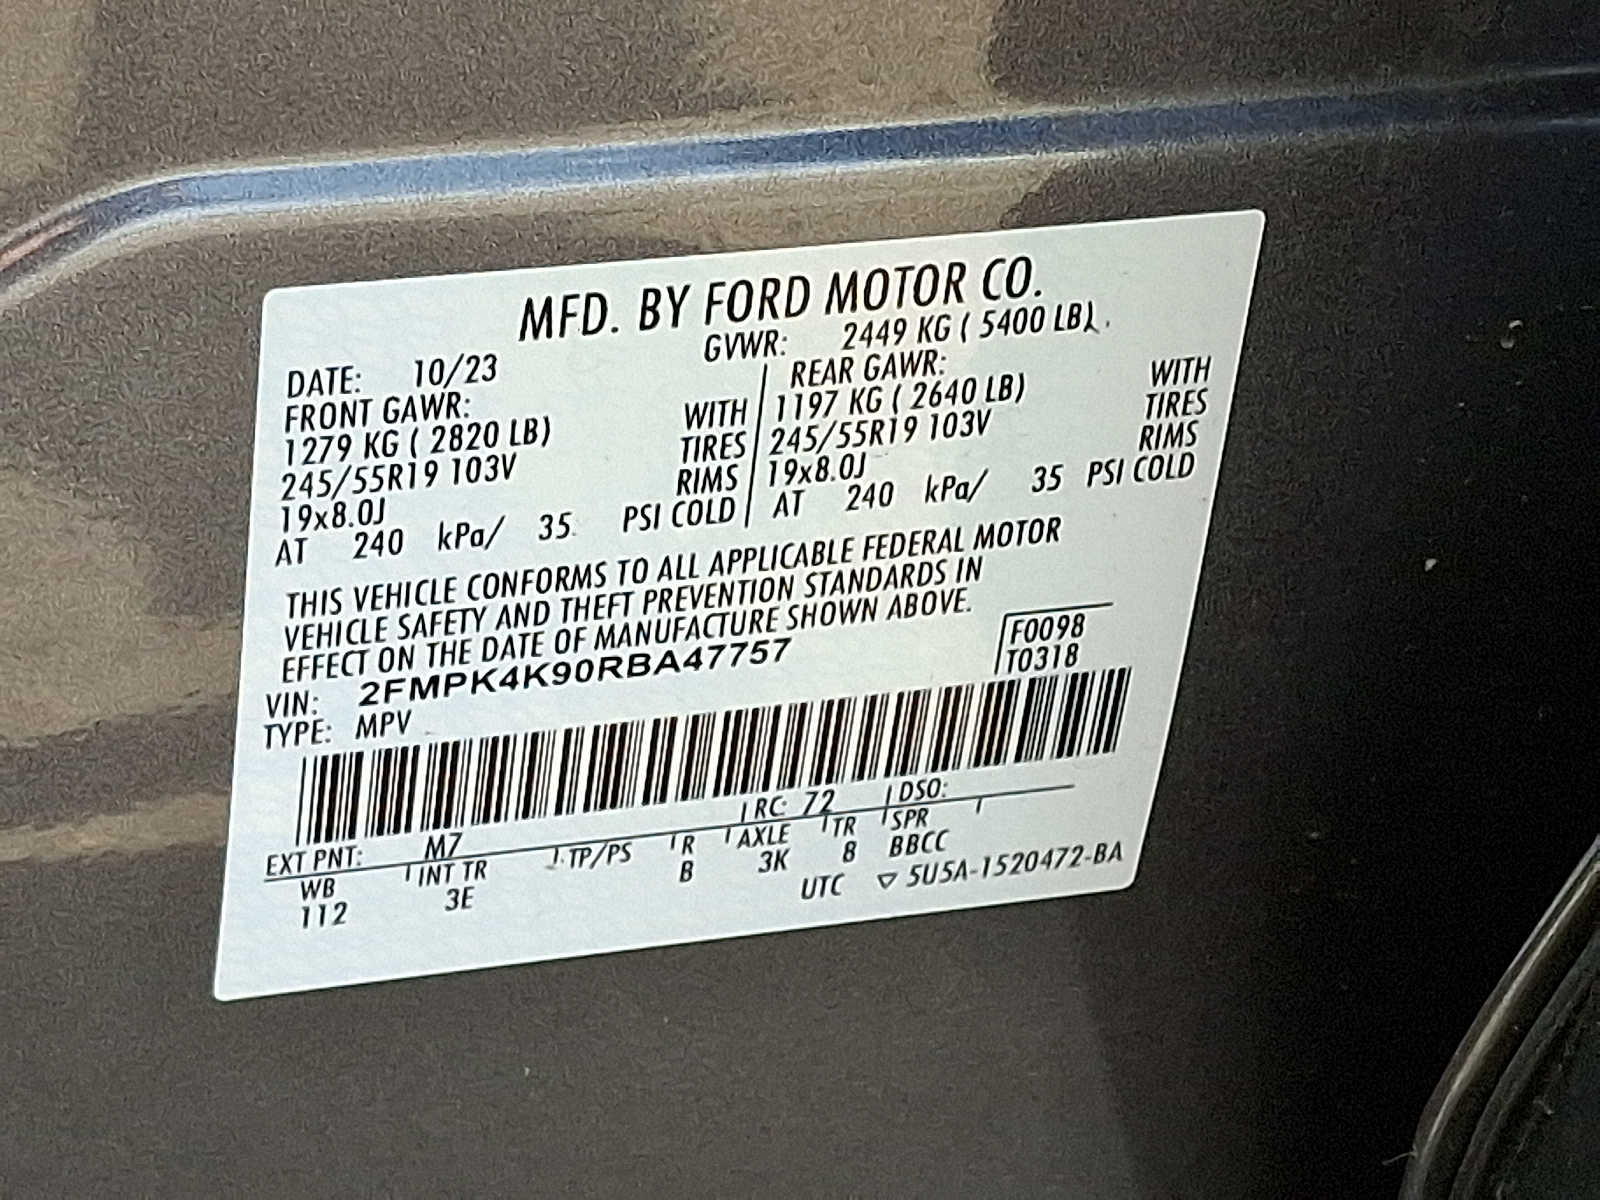 MFD. BY FORD MOTOR CO.
DATE: 10/23 GVWR: 2449 KG ( 5400 LB)
FRONT GAWR: REAR GAWR:
1279 KG ( 2820 LB) WITH 1197 KG ( 2640 LB) WITH
245/55R19 103V TIRES 245/55R19 103V TIRES
19x8.0J RIMS 19x8.0J RIMS
AT 240 kPa/ 35 PSI COLD AT 240 kPa/ 35 PSI COLD
THIS VEHICLE CONFORMS TO ALL APPLICABLE FEDERAL MOTOR
VEHICLE SAFETY AND THEFT PREVENTION STANDARDS IN
EFFECT ON THE DATE OF MANUFACTURE SHOWN ABOVE.
VIN: 2FMPK4K90RBA47757 F0098
TYPE: MPV T0318
EXT PNT: M7 RC: 72 DSO:
WB INT TR TP/PS R AXLE TR SPR
112 3E B 3K 8 BBCC
UTC ▽ 5U5A-1520472-BA